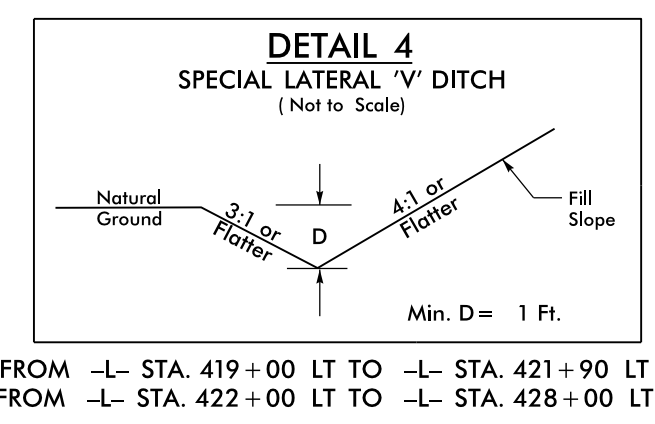 DETAIL 4
SPECIAL LATERAL 'V' DITCH
( Not to Scale)
Natural
Ground
3:1 or
Flatter
D
4:1 or
Flatter
Fill
Slope
Min. D = 1 Ft.
FROM –L– STA. 419+00 LT TO –L– STA. 421+90 LT
FROM –L– STA. 422+00 LT TO –L– STA. 428+00 LT